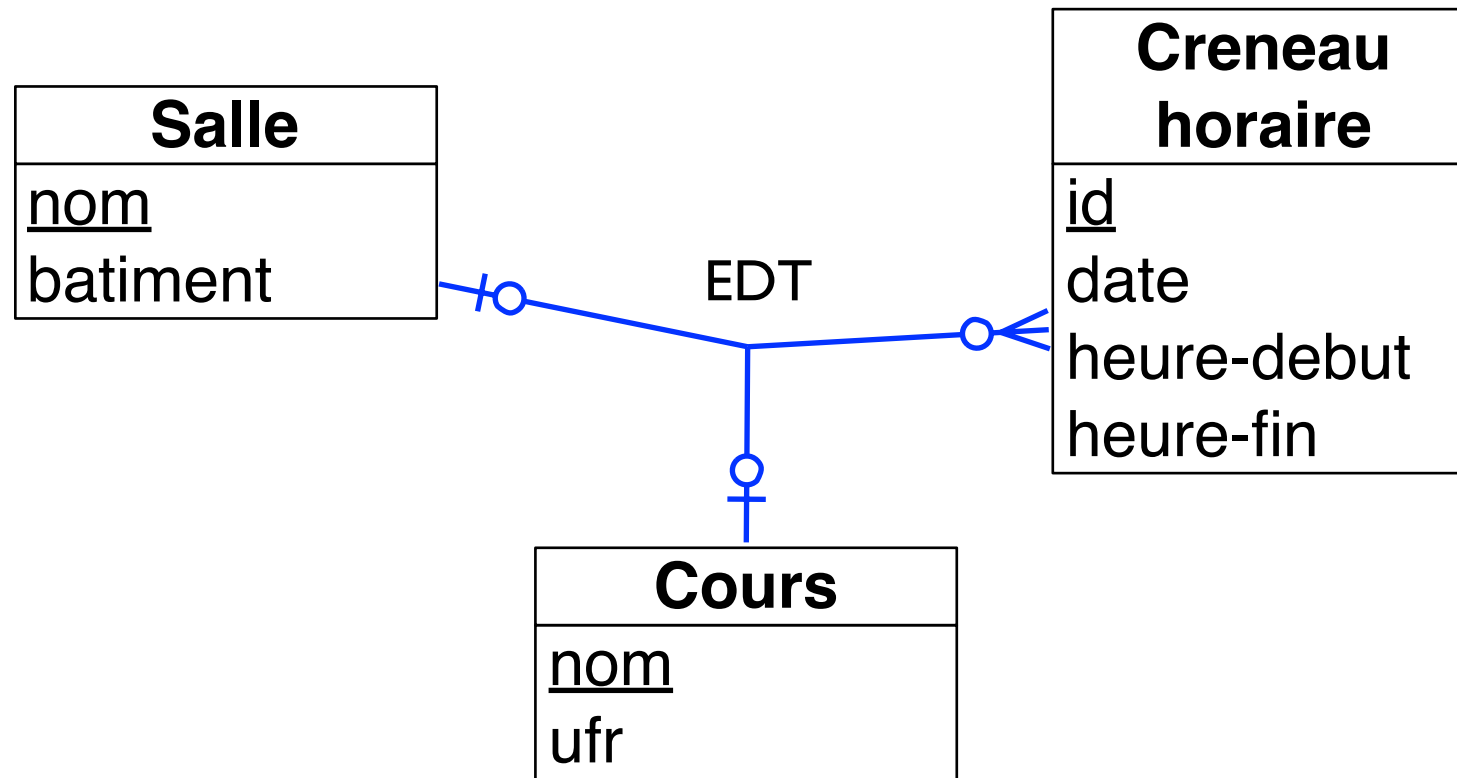 Salle
nom
batiment
EDT
Creneau
horaire
id
date
heure-debut
heure-fin
Cours
nom
ufr